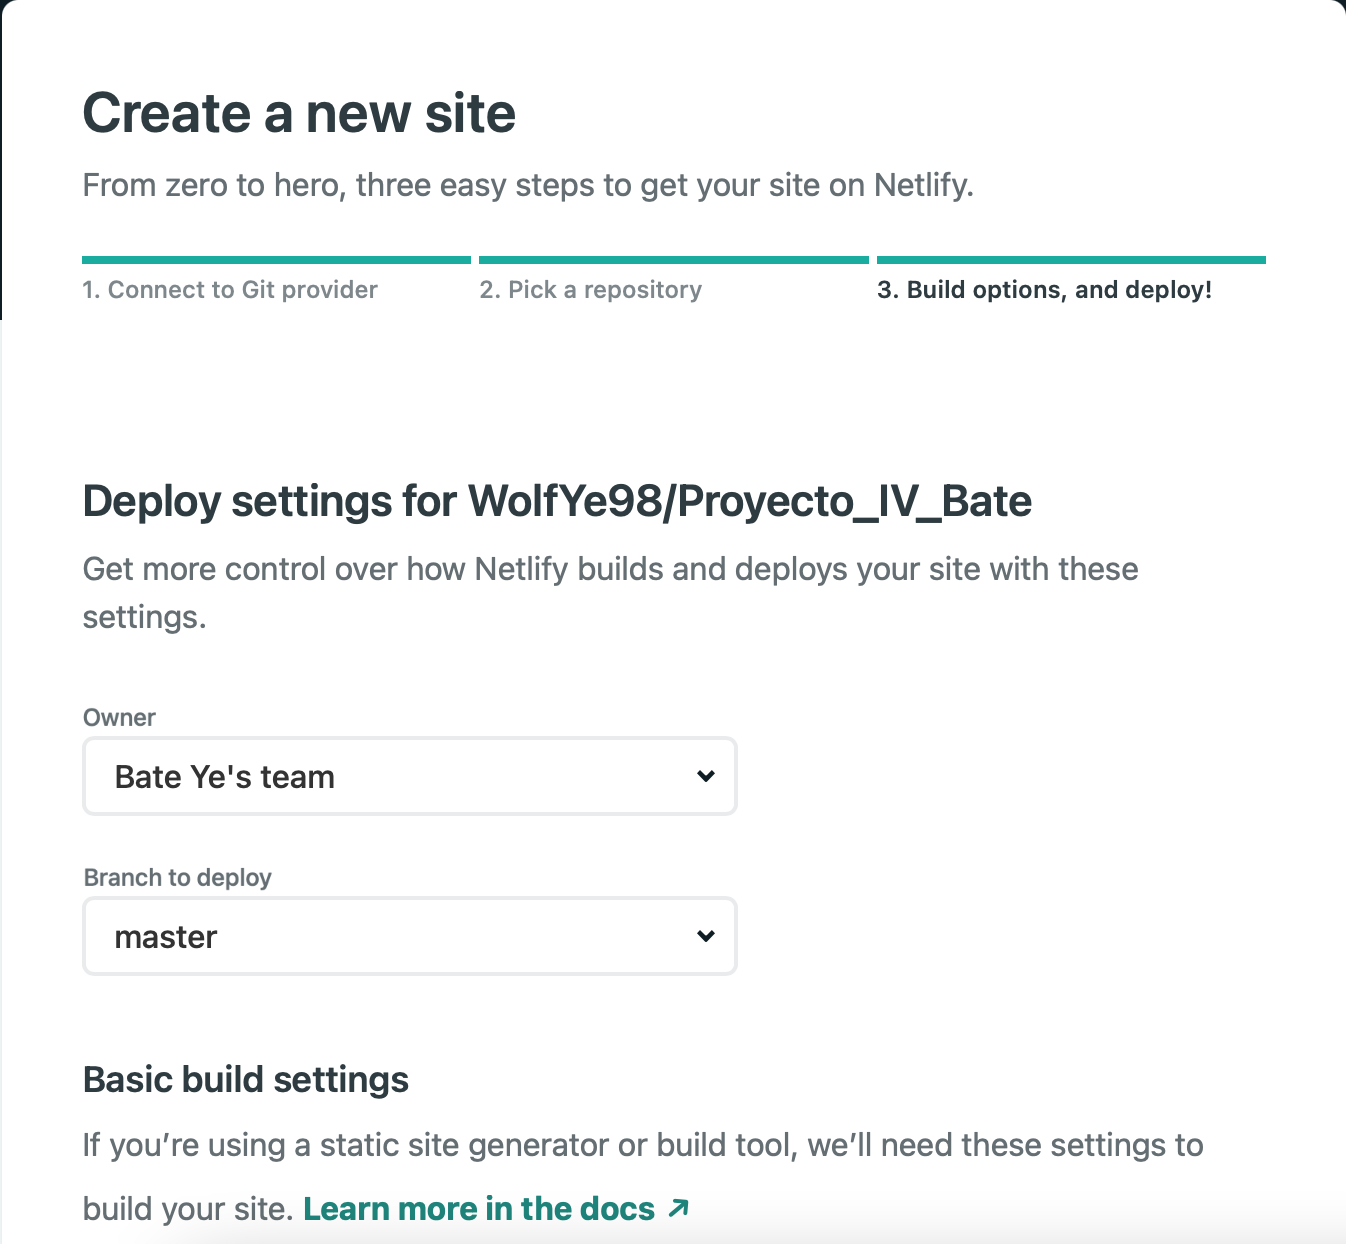 Create a new site
From zero to hero, three easy steps to get your site on Netlify.
1. Connect to Git provider
2. Pick a repository
3. Build options, and deploy!
Deploy settings for WolfYe98/Proyecto_IV_Bate
Get more control over how Netlify builds and deploys your site with these
settings.
Owner
Bate Ye's team
Branch to deploy
master
Basic build settings
If you’re using a static site generator or build tool, we’ll need these settings to
build your site. Learn more in the docs ↗